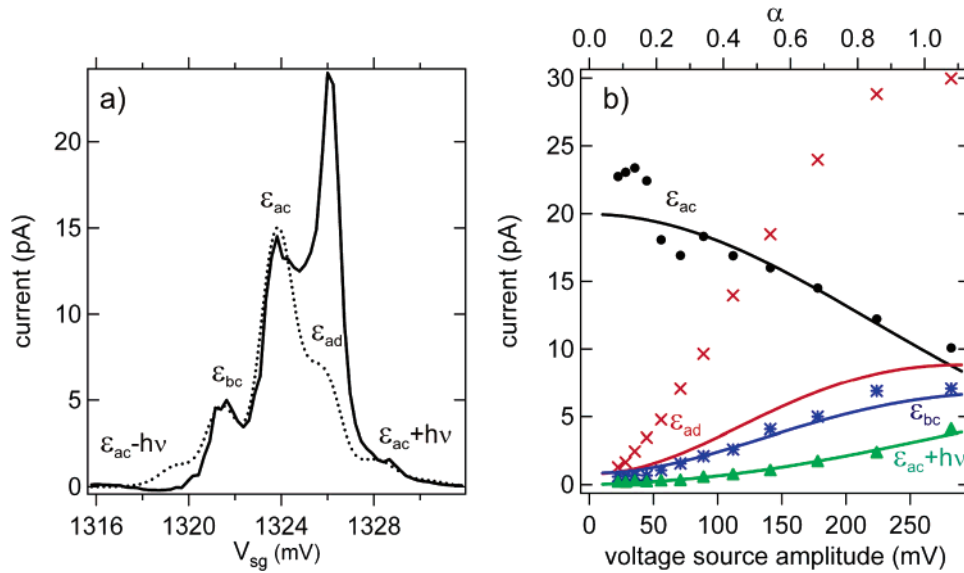 a)
20
15
10
5
0
current (pA)
1316
1320
1324
1328
V_sg (mV)
ε_ac
ε_bc
ε_ad
ε_ac-hν
ε_ac+hν
α
0.0
0.2
0.4
0.6
0.8
1.0
b)
30
25
20
15
10
5
0
current (pA)
ε_ac
ε_ad
ε_bc
ε_ac+hν
0
50
100
150
200
250
voltage source amplitude (mV)